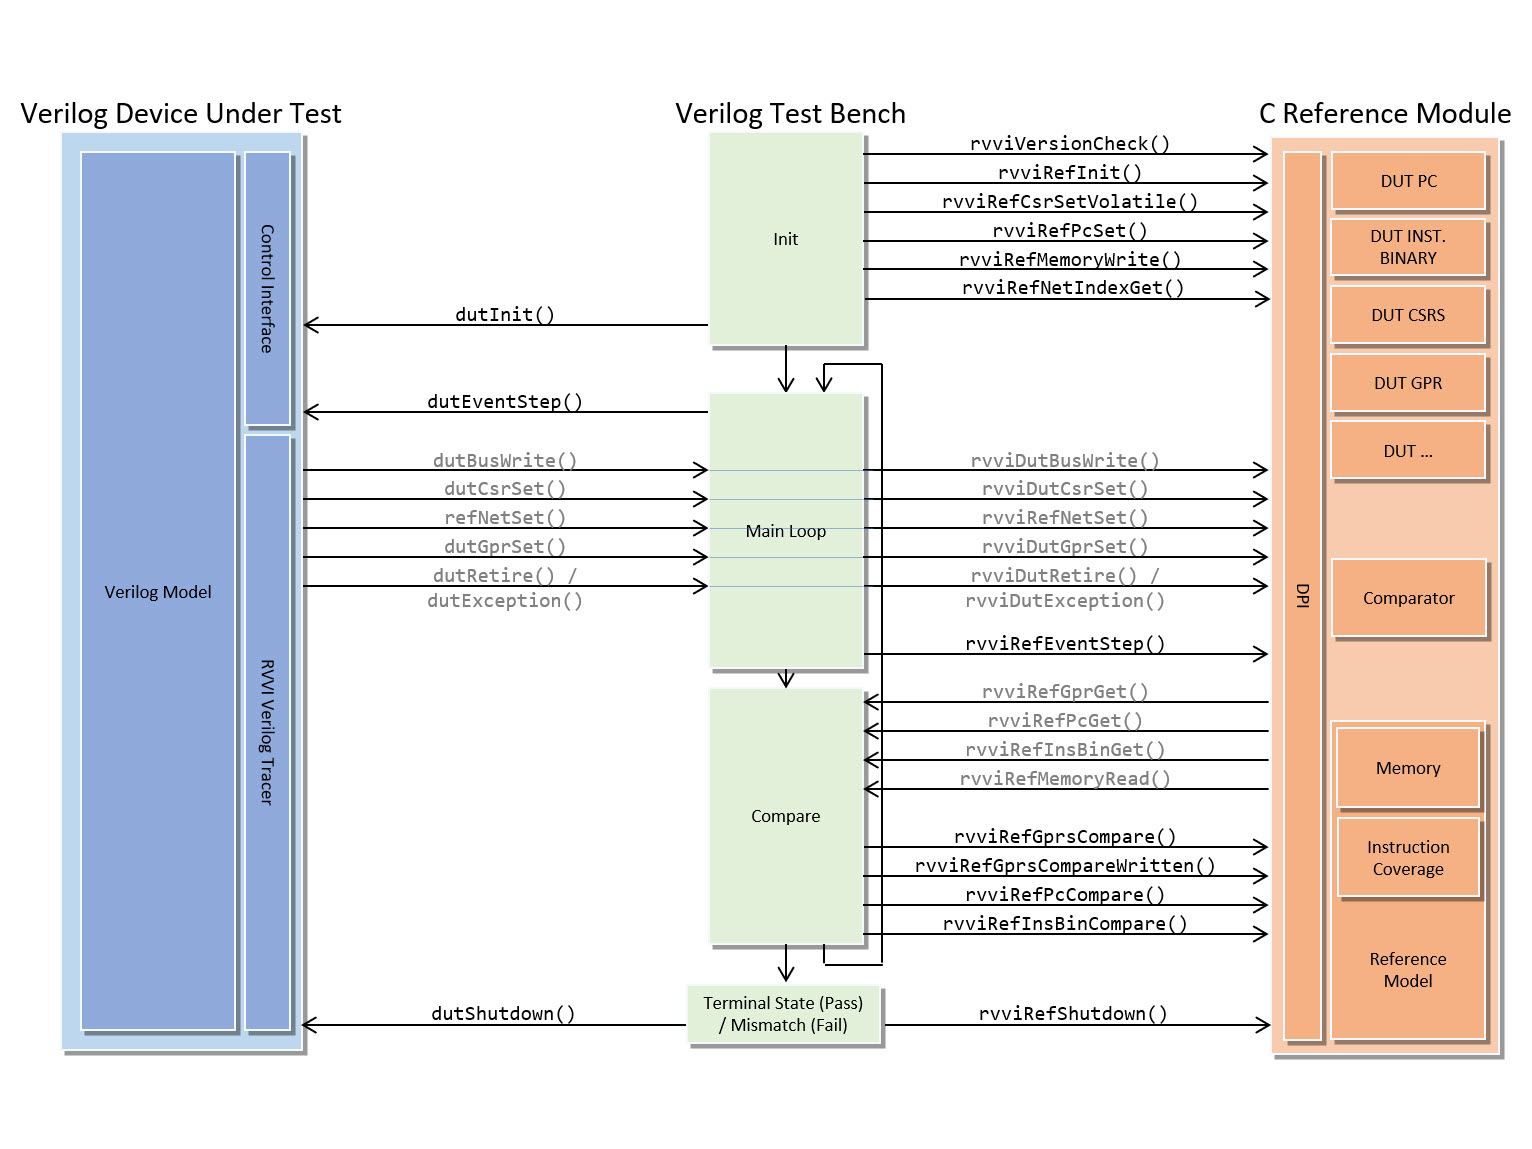 Verilog Device Under Test
Verilog Test Bench
C Reference Module
Verilog Model
Control Interface
RVVI Verilog Tracer
dutInit()
dutEventStep()
dutBusWrite()
dutCsrSet()
refNetSet()
dutGprSet()
dutRetire() /
dutException()
dutShutdown()
Init
Main Loop
Compare
Terminal State (Pass)
/ Mismatch (Fail)
rvviVersionCheck()
rvviRefInit()
rvviRefCsrSetVolatile()
rvviRefPcSet()
rvviRefMemoryWrite()
rvviRefNetIndexGet()
rvviDutBusWrite()
rvviDutCsrSet()
rvviRefNetSet()
rvviDutGprSet()
rvviDutRetire() /
rvviDutException()
rvviRefEventStep()
rvviRefGprGet()
rvviRefPcGet()
rvviRefInsBinGet()
rvviRefMemoryRead()
rvviRefGprsCompare()
rvviRefGprsCompareWritten()
rvviRefPcCompare()
rvviRefInsBinCompare()
rvviRefShutdown()
DPI
DUT PC
DUT INST.
BINARY
DUT CSRS
DUT GPR
DUT ...
Comparator
Memory
Instruction
Coverage
Reference
Model